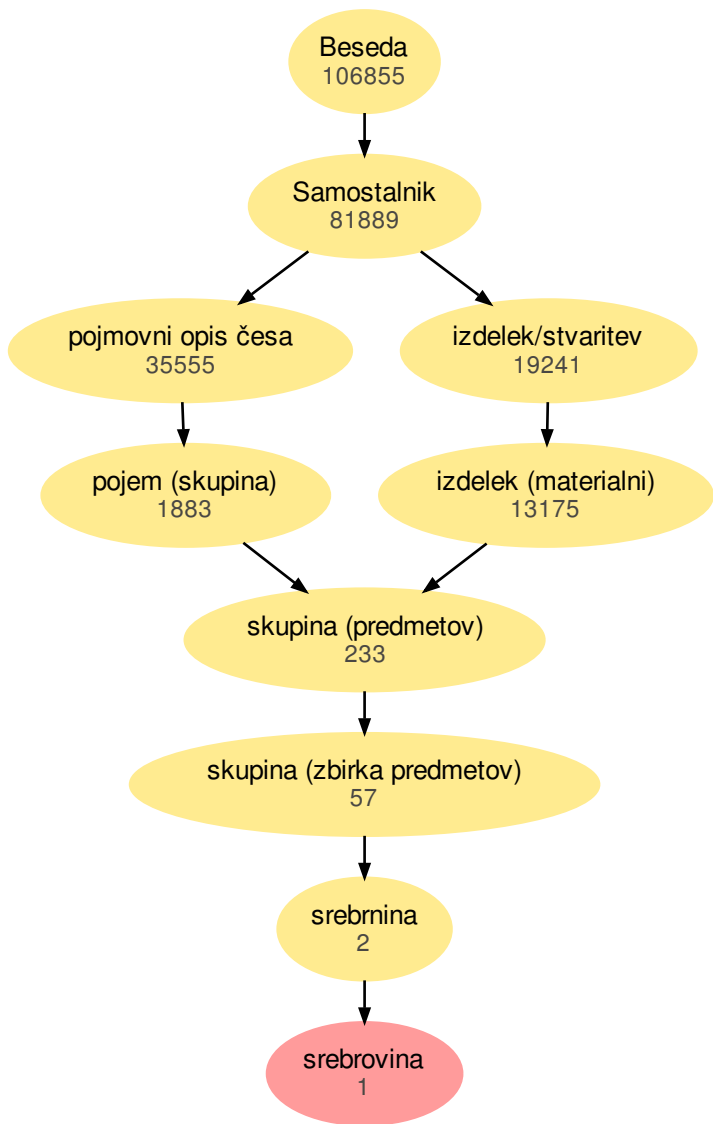 Beseda
106855
Samostalnik
81889
pojmovni opis česa
35555
izdelek/stvaritev
19241
pojem (skupina)
1883
izdelek (materialni)
13175
skupina (predmetov)
233
skupina (zbirka predmetov)
57
srebrnina
2
srebrovina
1